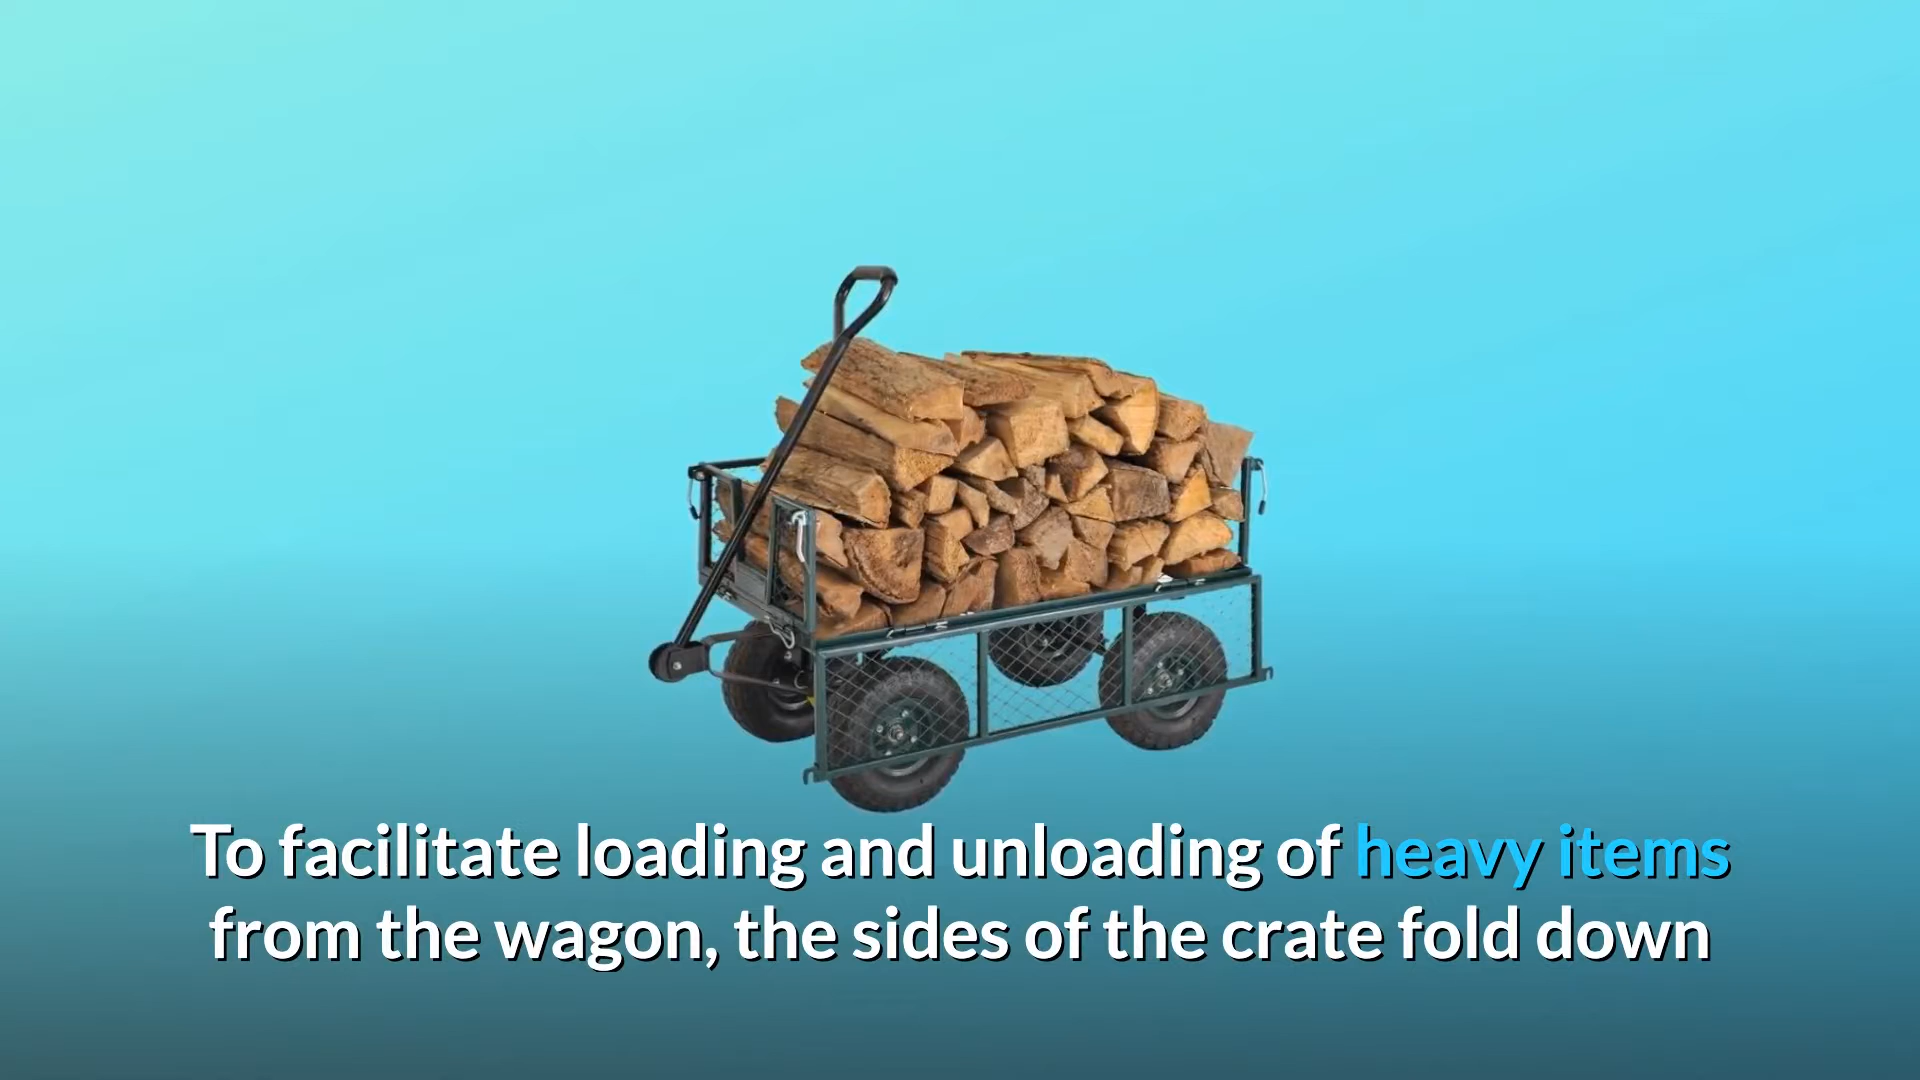 To facilitate loading and unloading of heavy items
from the wagon, the sides of the crate fold down